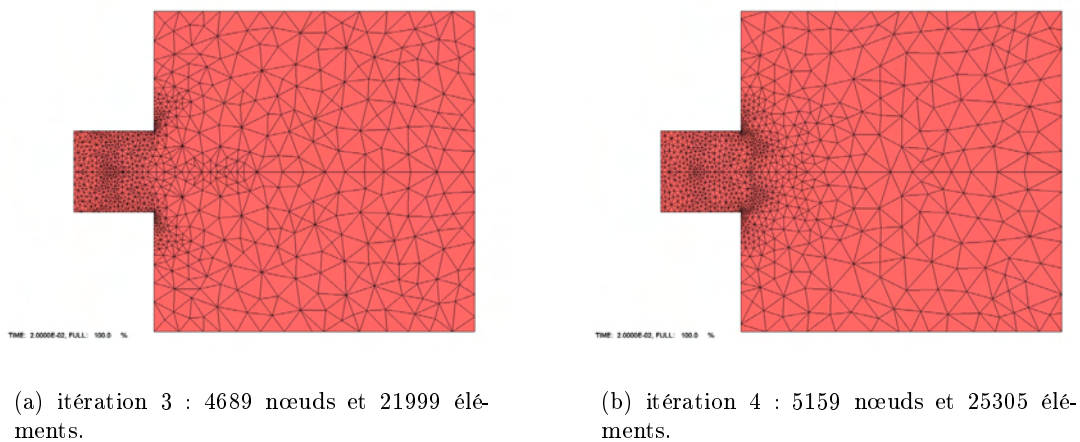 TIME: 2.0000E-02, FULL: 100.0 %
TIME: 2.0000E-02, FULL: 100.0 %
(a) itération 3 : 4689 nœuds et 21999 élé-
ments.
(b) itération 4 : 5159 nœuds et 25305 élé-
ments.